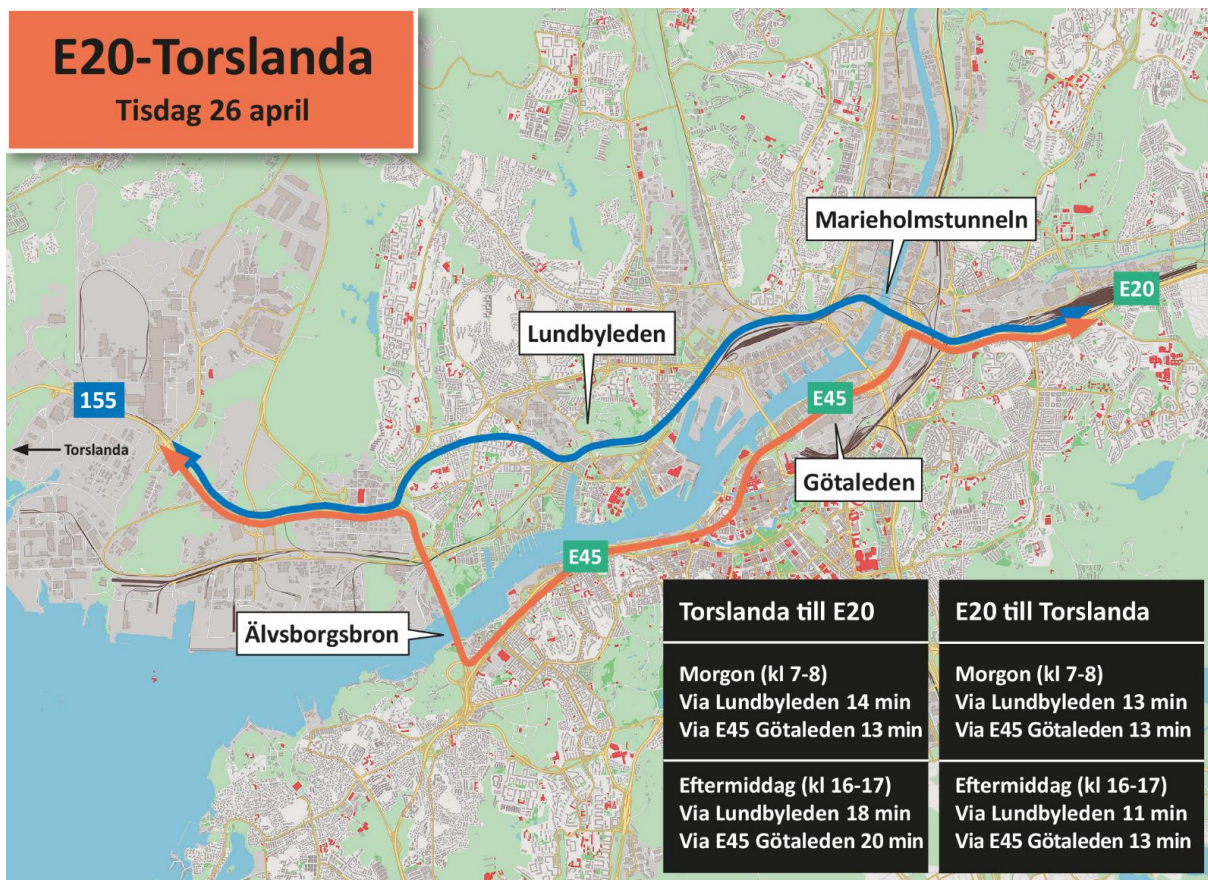 E20-Torslanda
Tisdag 26 april
Marieholmstunneln
E20
Lundbyleden
155
E45
Torslanda
Götaleden
E45
Älvsborgsbron
Torslanda till E20
Morgon (kl 7-8)
Via Lundbyleden 14 min
Via E45 Götaleden 13 min
Eftermiddag (kl 16-17)
Via Lundbyleden 18 min
Via E45 Götaleden 20 min
E20 till Torslanda
Morgon (kl 7-8)
Via Lundbyleden 13 min
Via E45 Götaleden 13 min
Eftermiddag (kl 16-17)
Via Lundbyleden 11 min
Via E45 Götaleden 13 min